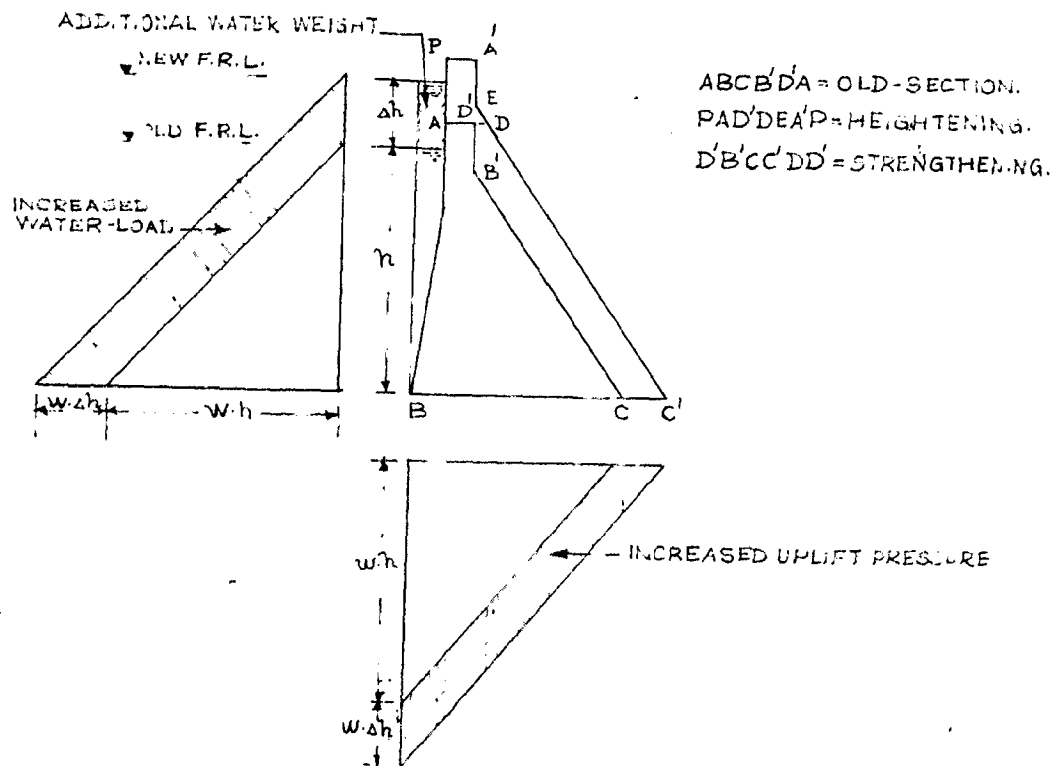 ADDITIONAL WATER WEIGHT
NEW F.R.L.
OLD F.R.L.
INCREASED
WATER-LOAD
P
A'
Δh
D'
E
A
D
B'
h
W·Δh
W·h
B
C
C'
ABCB'D'A = OLD-SECTION.
PAD'DEA'P = HEIGHTENING.
D'B'CC'DD' = STRENGTHENING.
w·h
INCREASED UPLIFT PRESSURE
W·Δh